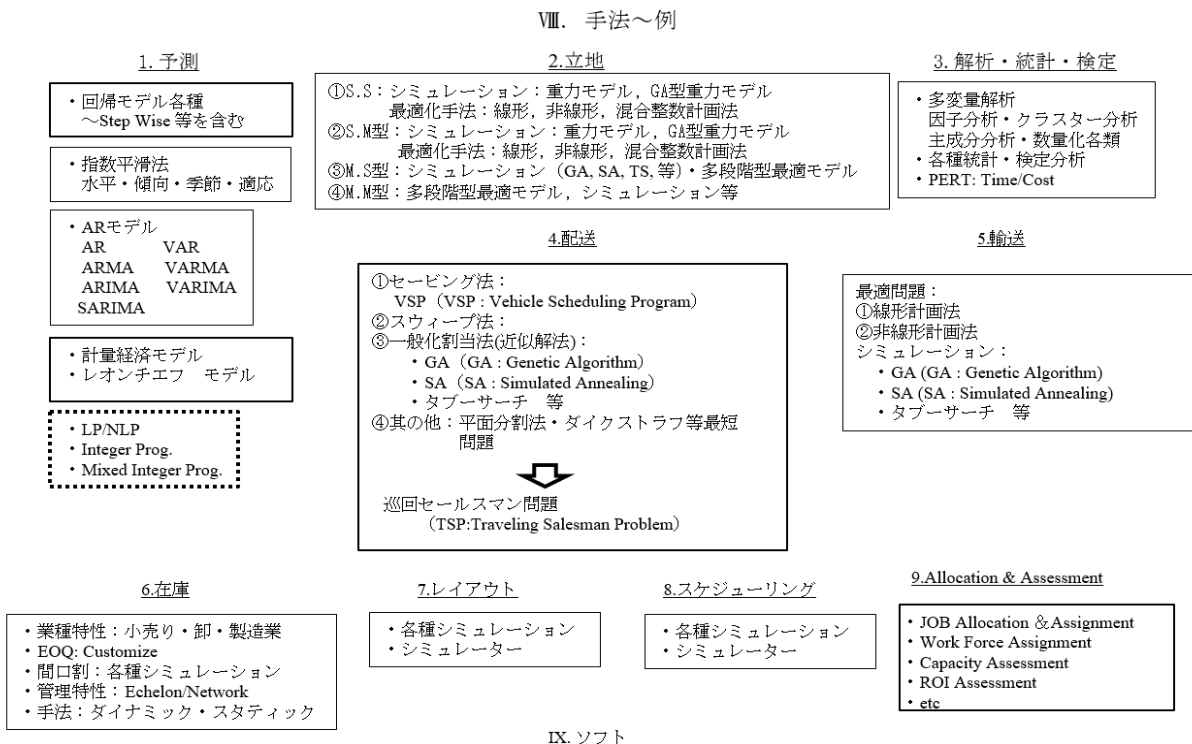 Ⅷ. 手法～例
1. 予測
・回帰モデル各種
～Step Wise 等を含む
・指数平滑法
水平・傾向・季節・適応
・ARモデル
AR VAR
ARMA VARMA
ARIMA VARIMA
SARIMA
・計量経済モデル
・レオンチエフ モデル
・LP/NLP
・Integer Prog.
・Mixed Integer Prog.
2.立地
①S.S：シミュレーション：重力モデル，GA型重力モデル
最適化手法：線形，非線形，混合整数計画法
②S.M型：シミュレーション：重力モデル，GA型重力モデル
最適化手法：線形，非線形，混合整数計画法
③M.S型：シミュレーション（GA, SA, TS, 等）・多段階型最適モデル
④M.M型：多段階型最適モデル，シミュレーション等
3. 解析・統計・検定
・多変量解析
因子分析・クラスター分析
主成分分析・数量化各類
・各種統計・検定分析
・PERT: Time/Cost
4.配送
①セービング法：
VSP（VSP : Vehicle Scheduling Program）
②スウィープ法：
③一般化割当法(近似解法)：
・GA（GA : Genetic Algorithm）
・SA（SA : Simulated Annealing）
・タブーサーチ 等
④其の他：平面分割法・ダイクストラフ等最短
問題
巡回セールスマン問題
（TSP:Traveling Salesman Problem）
5.輸送
最適問題：
①線形計画法
②非線形計画法
シミュレーション：
・GA (GA : Genetic Algorithm)
・SA (SA : Simulated Annealing)
・タブーサーチ 等
6.在庫
・業種特性：小売り・卸・製造業
・EOQ: Customize
・間口割：各種シミュレーション
・管理特性：Echelon/Network
・手法：ダイナミック・スタティック
7.レイアウト
・各種シミュレーション
・シミュレーター
8.スケジューリング
・各種シミュレーション
・シミュレーター
9.Allocation & Assessment
・JOB Allocation ＆Assignment
・Work Force Assignment
・Capacity Assessment
・ROI Assessment
・etc
Ⅸ. ソフト